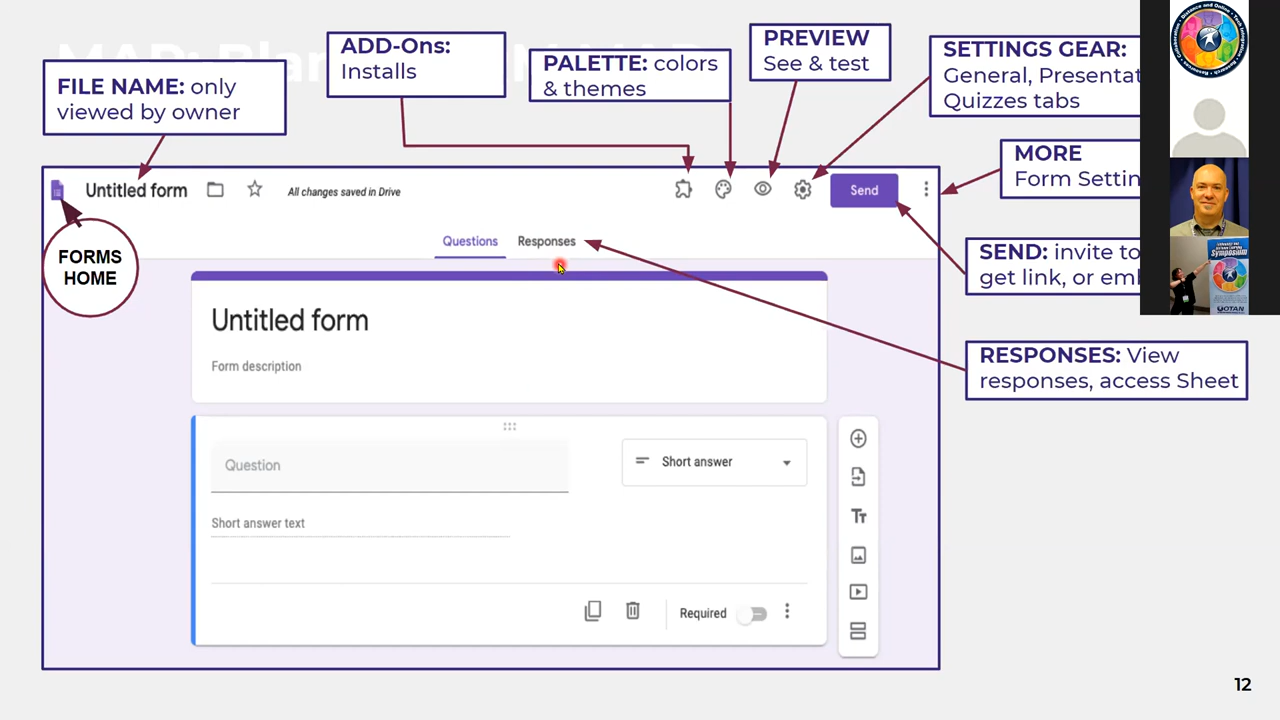 ADD-Ons:
Installs
PALETTE: colors
& themes
PREVIEW
See & test
SETTINGS GEAR:
General,
Quizzes tabs
FILE NAME: only
viewed by owner
MORE
Form
Untitled form
All changes saved in Drive
Send
FORMS
HOME
Questions
Responses
SEND: invite to
get link, or
Untitled form
Form description
RESPONSES: View
responses, access Sheet
Question
Short answer
Short answer text
Tт
Required
Symposium
OTAN
12